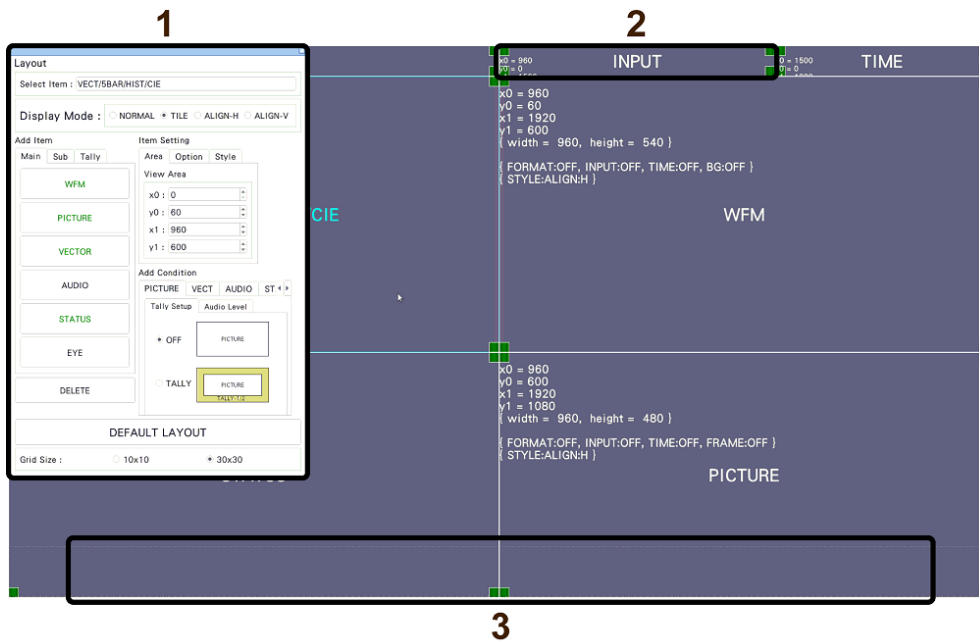 1
2
Layout
Select Item : VECT/5BAR/HIST/CIE
Display Mode : NORMAL TILE ALIGN-H ALIGN-V
Add Item
Main Sub Tally
WFM
PICTURE
VECTOR
AUDIO
STATUS
EYE
DELETE
Item Setting
Area Option Style
View Area
x0 : 0
y0 : 60
x1 : 960
y1 : 600
Add Condition
PICTURE VECT AUDIO ST
Tally Setup Audio Level
OFF PICTURE
TALLY PICTURE
TALLY-1/2
DEFAULT LAYOUT
Grid Size : 10x10 30x30
/CIE
x0 = 960
y0 = 0
INPUT
x0 = 1500
y0 = 0
TIME
x0 = 960
y0 = 60
x1 = 1920
y1 = 600
{ width = 960, height = 540 }
{ FORMAT:OFF, INPUT:OFF, TIME:OFF, BG:OFF }
{ STYLE:ALIGN:H }
WFM
x0 = 960
y0 = 600
x1 = 1920
y1 = 1080
{ width = 960, height = 480 }
{ FORMAT:OFF, INPUT:OFF, TIME:OFF, FRAME:OFF }
{ STYLE:ALIGN:H }
PICTURE
3